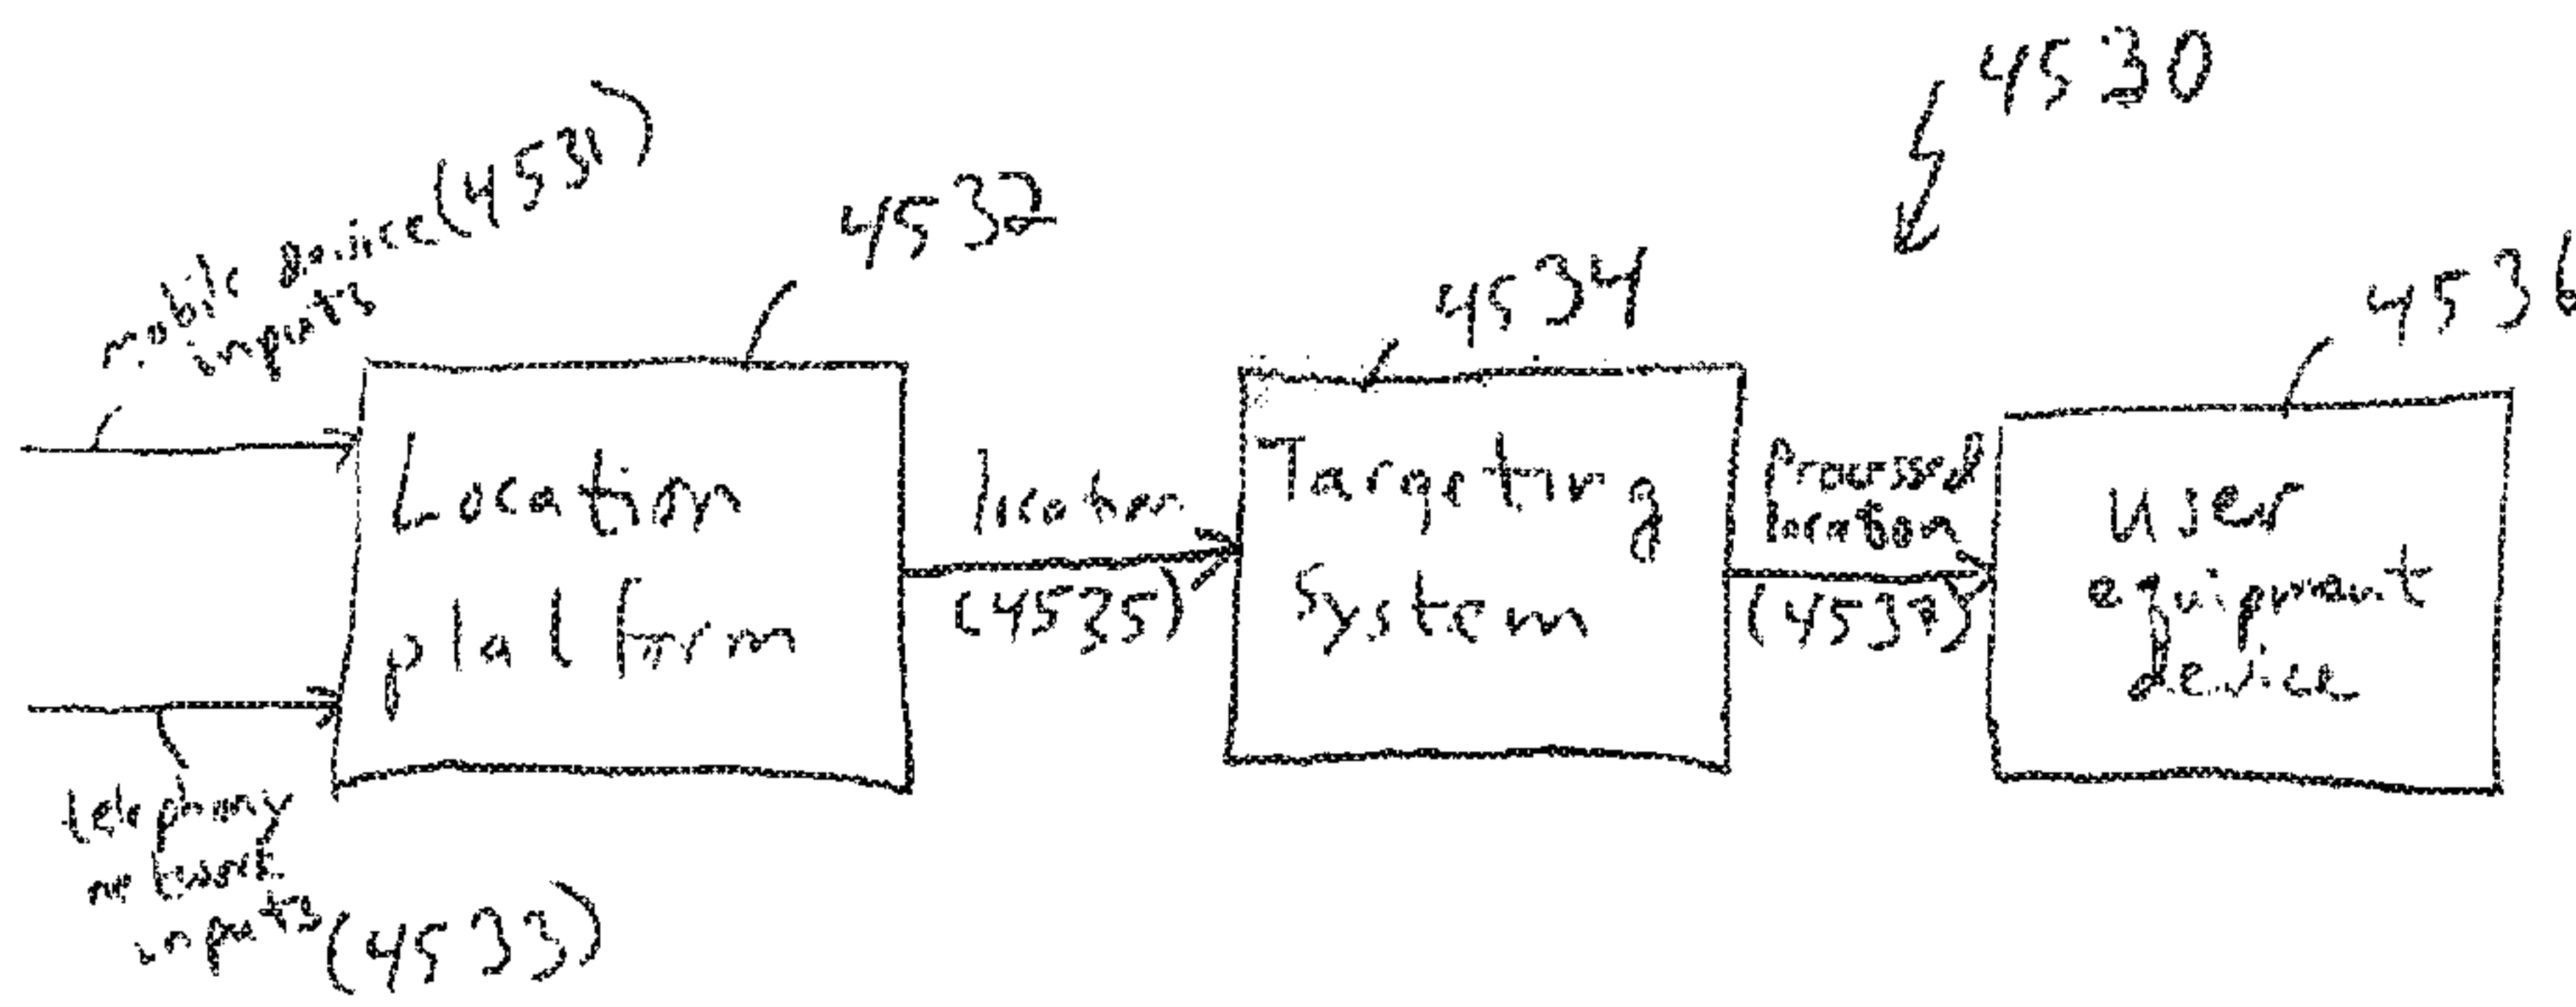 4530
mobile device (4531)
inputs
4532
4534
4536
Location
platform
location
(4535)
Targeting
System
Processed
location
(4537)
User
equipment
device
telephony
network
inputs (4533)